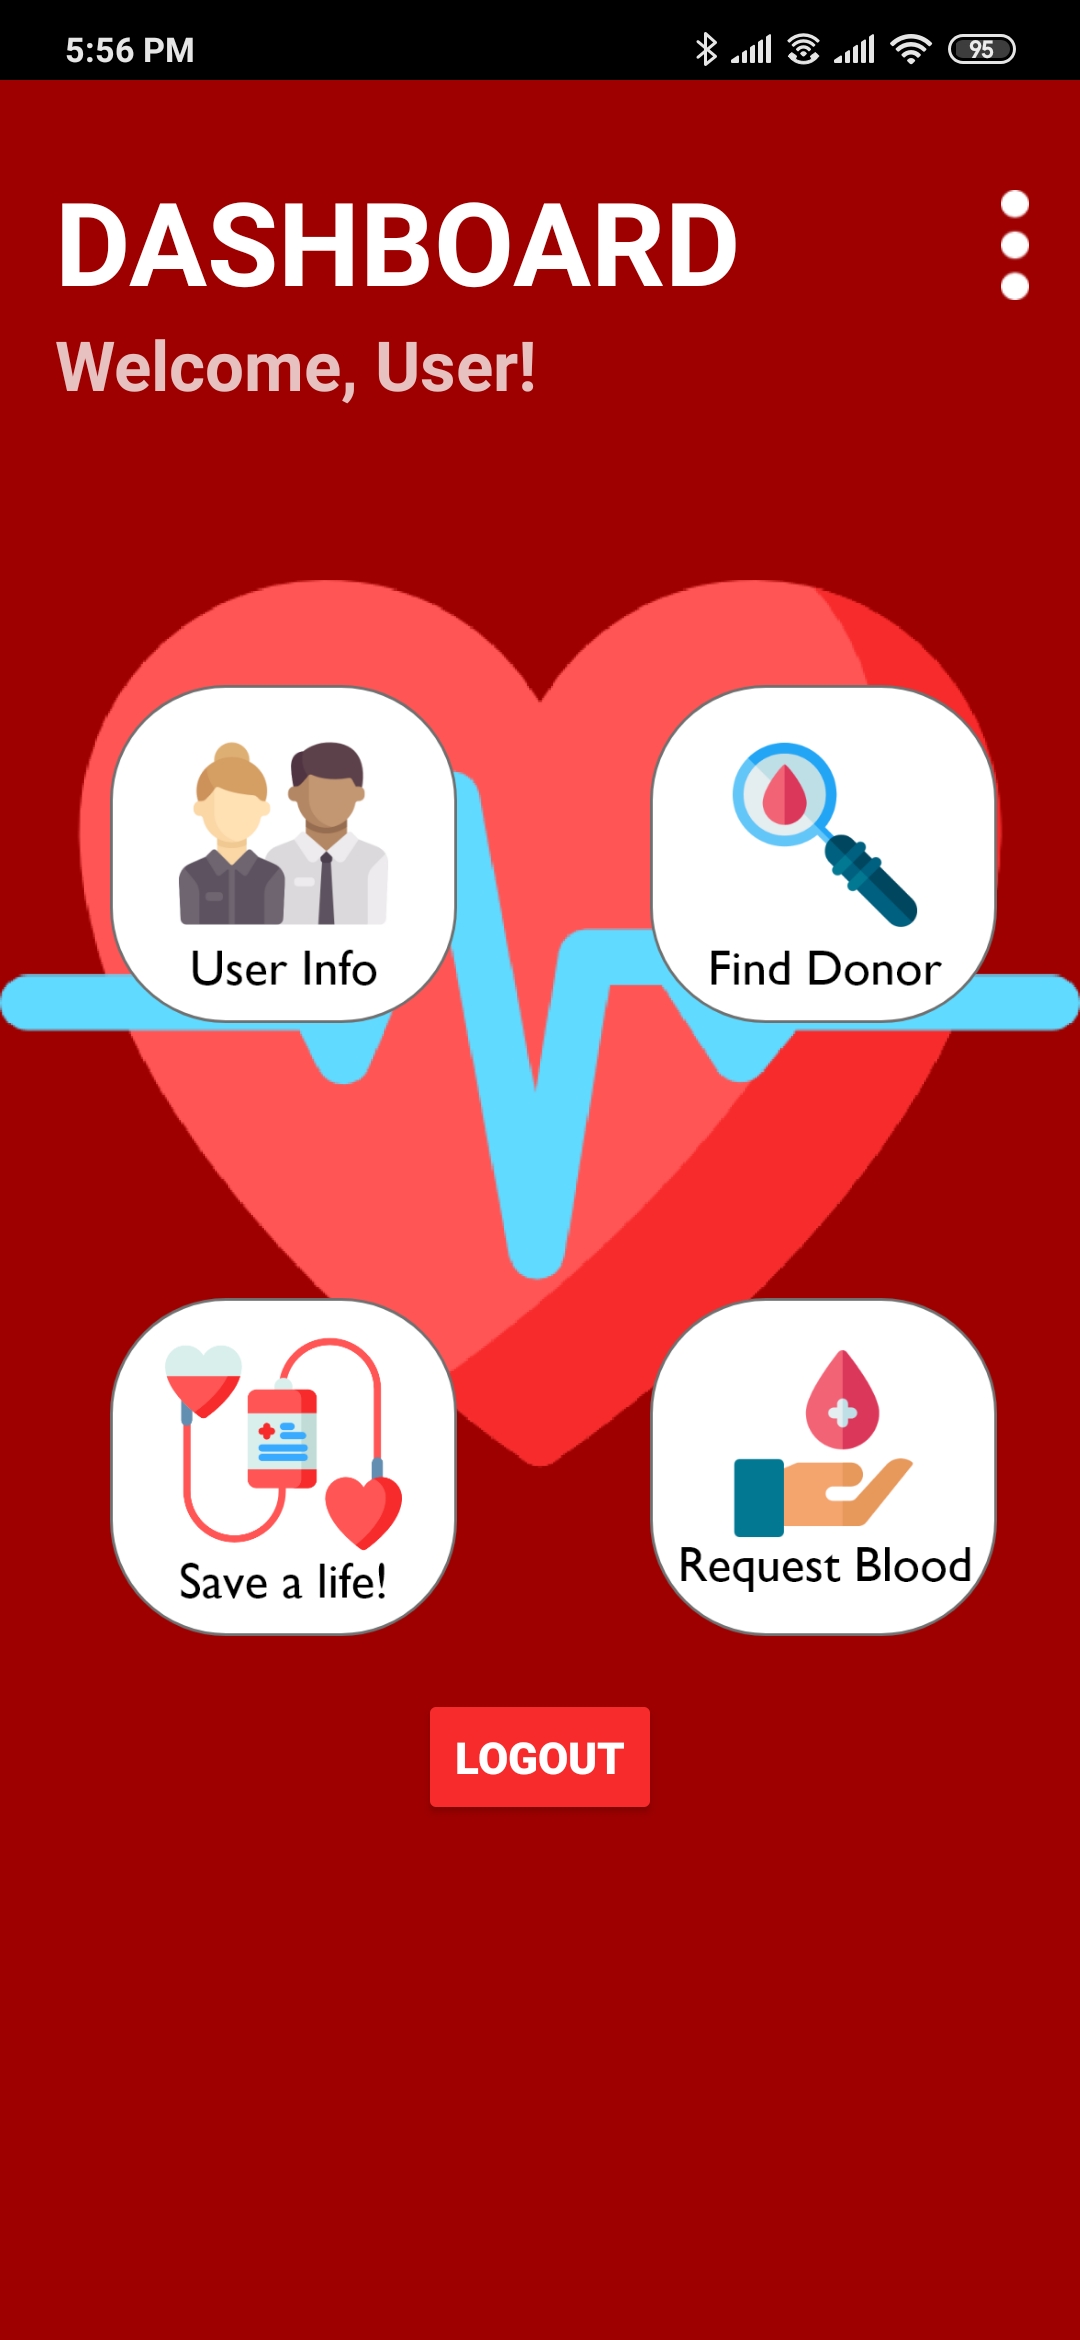 5:56 PM
95
DASHBOARD
Welcome, User!
User Info
Find Donor
Save a life!
Request Blood
LOGOUT